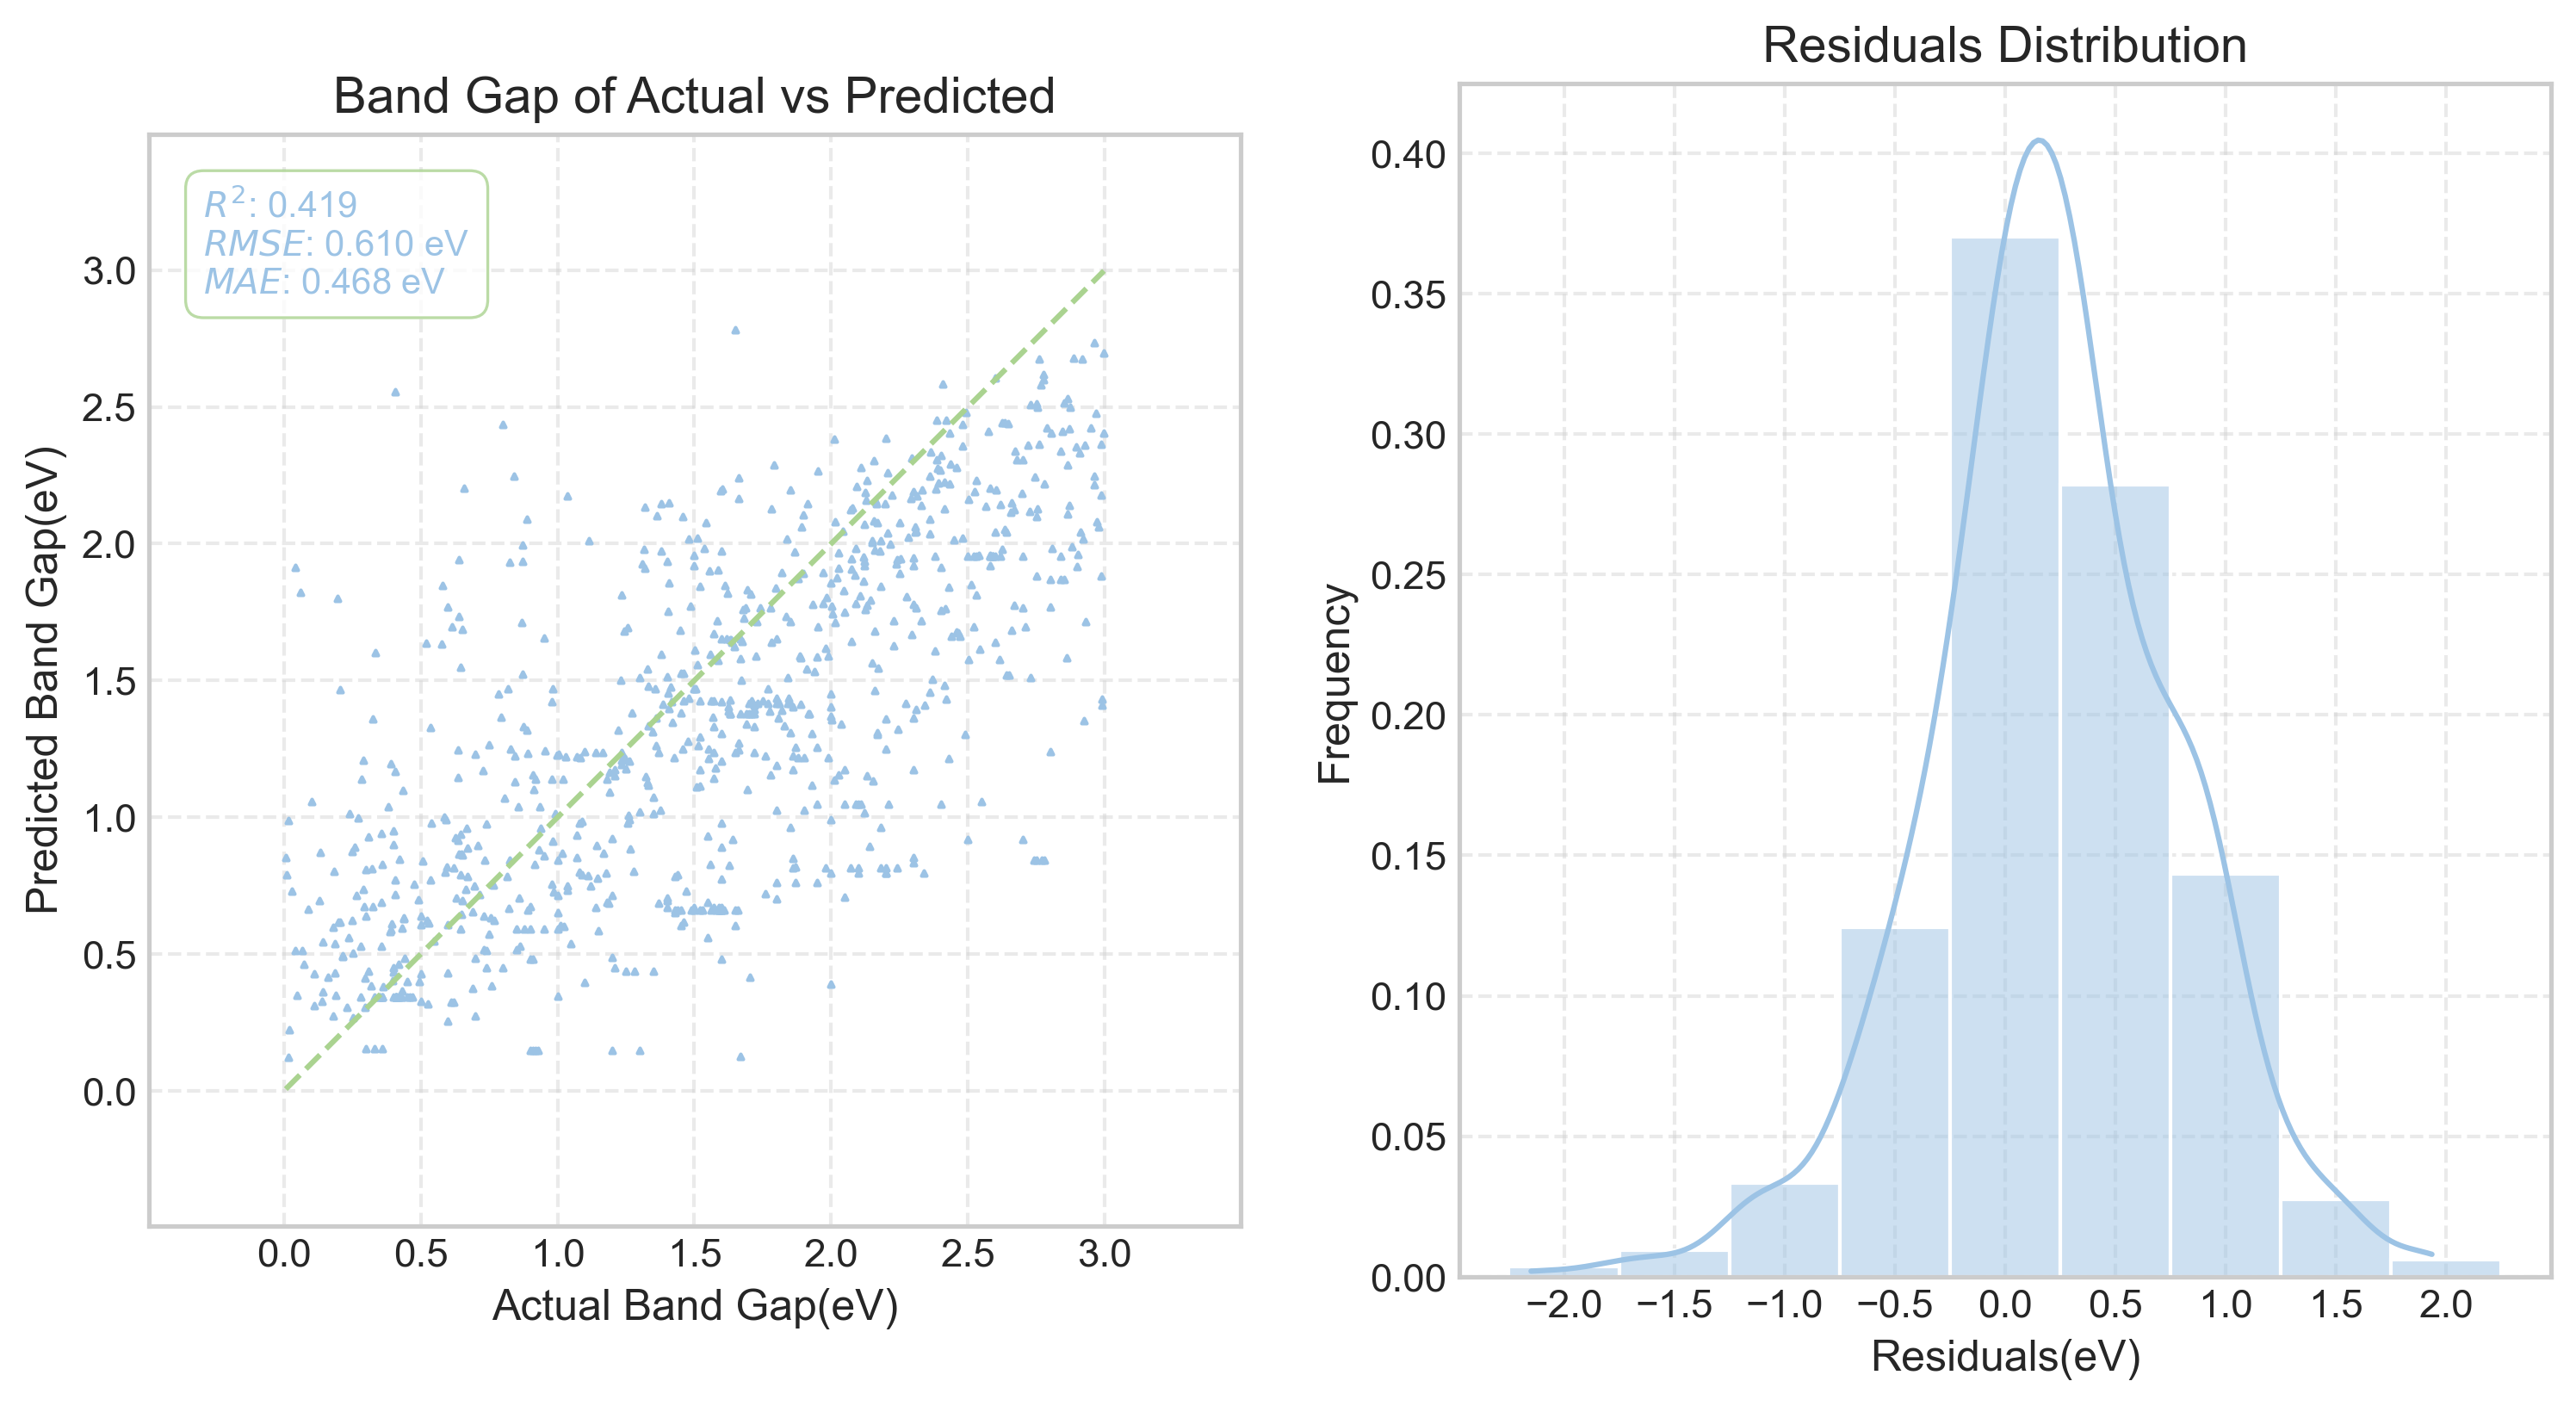 Band Gap of Actual vs Predicted
R²: 0.419
RMSE: 0.610 eV
MAE: 0.468 eV
3.0
2.5
2.0
1.5
1.0
0.5
0.0
Predicted Band Gap(eV)
0.0 0.5 1.0 1.5 2.0 2.5 3.0
Actual Band Gap(eV)
Residuals Distribution
0.40
0.35
0.30
0.25
0.20
0.15
0.10
0.05
0.00
Frequency
−2.0 −1.5 −1.0 −0.5 0.0 0.5 1.0 1.5 2.0
Residuals(eV)